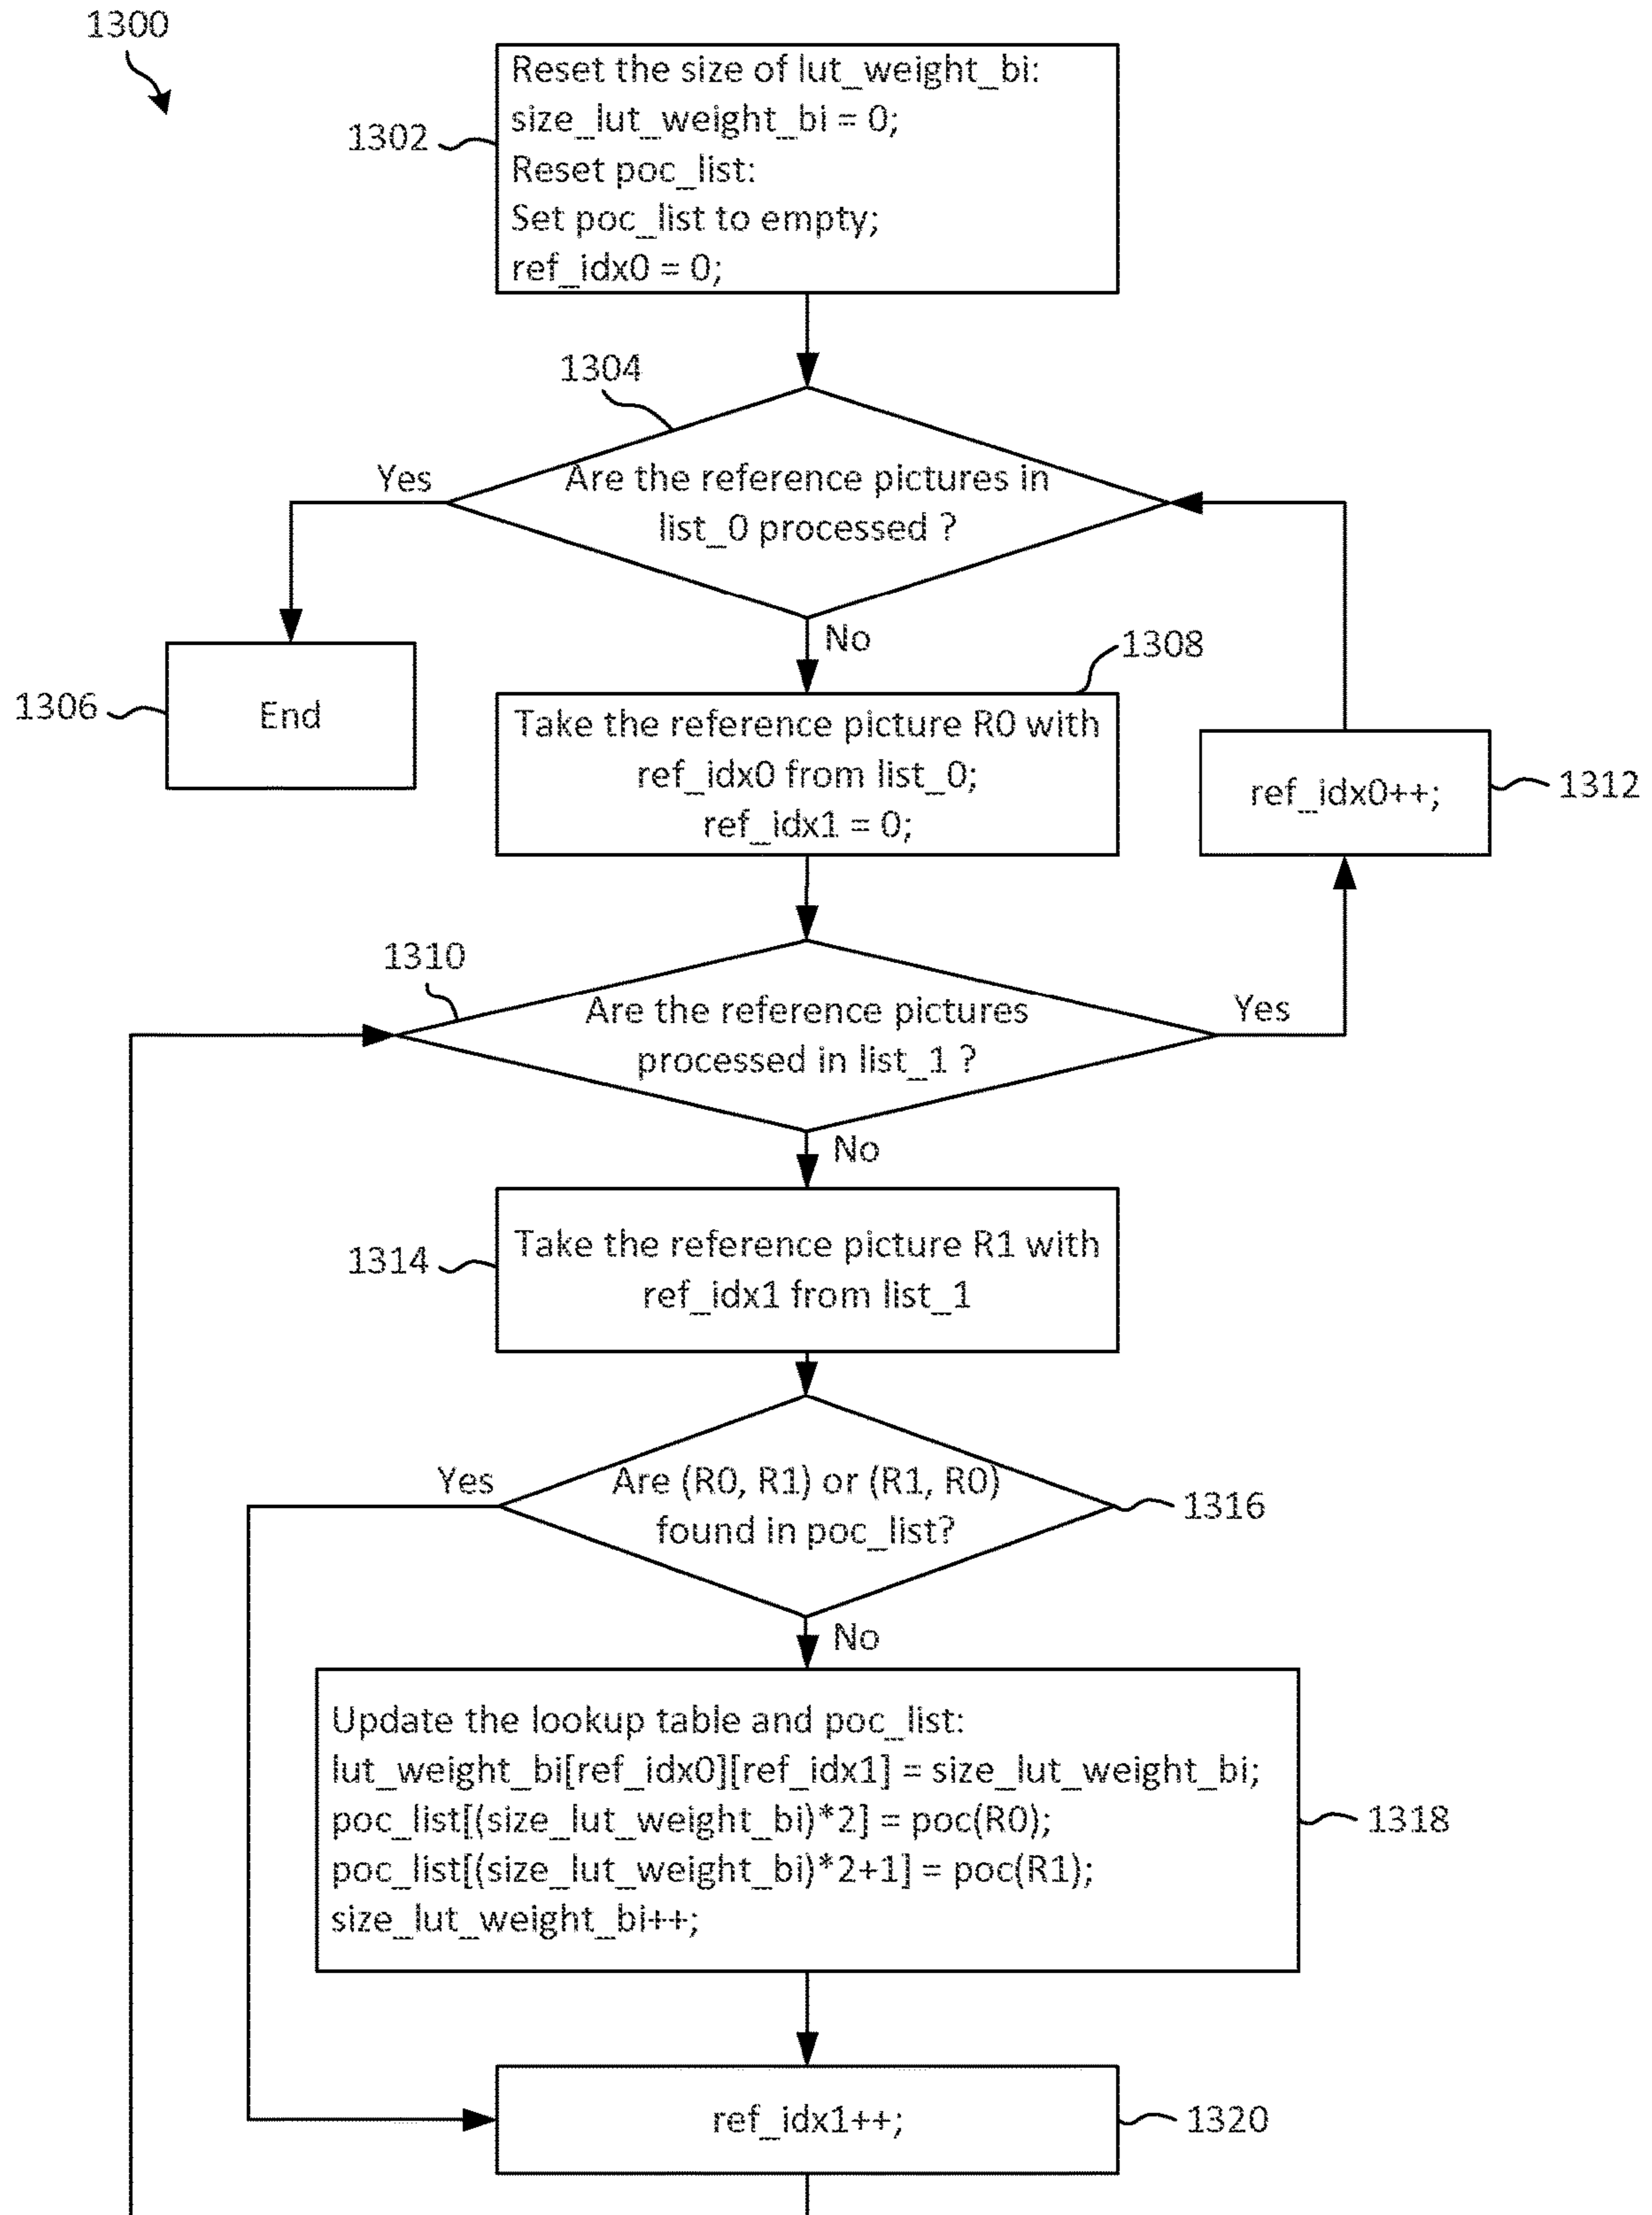 1300
Reset the size of lut_weight_bi:
size_lut_weight_bi = 0;
1302
Reset poc_list:
Set poc_list to empty;
ref_idx0 = 0;
1304
Yes
Are the reference pictures in
list_0 processed ?
No
1308
1306
End
Take the reference picture R0 with
ref_idx0 from list_0;
ref_idx1 = 0;
ref_idx0++;
1312
1310
Are the reference pictures
processed in list_1 ?
Yes
No
1314
Take the reference picture R1 with
ref_idx1 from list_1
Yes
Are (R0, R1) or (R1, R0)
found in poc_list?
1316
No
Update the lookup table and poc_list:
lut_weight_bi[ref_idx0][ref_idx1] = size_lut_weight_bi;
poc_list[(size_lut_weight_bi)*2] = poc(R0);
poc_list[(size_lut_weight_bi)*2+1] = poc(R1);
size_lut_weight_bi++;
1318
ref_idx1++;
1320